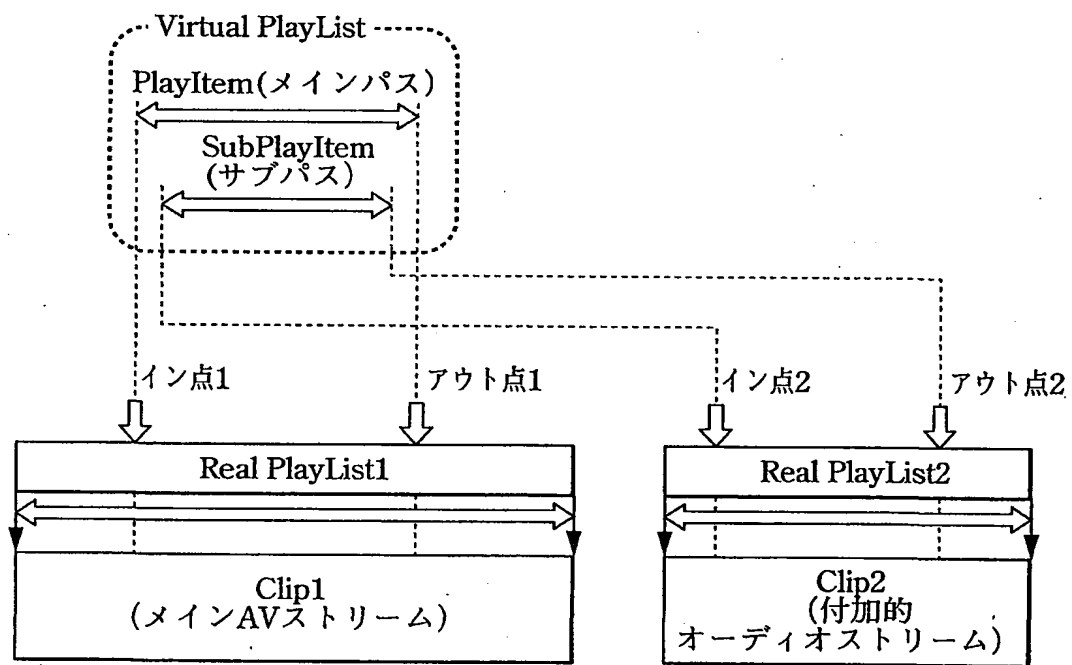 Virtual PlayList
PlayItem(メインパス)
SubPlayItem
(サブパス)
イン点1
アウト点1
イン点2
アウト点2
Real PlayList1
Real PlayList2
Clip1
(メインAVストリーム)
Clip2
(付加的
オーディオストリーム)